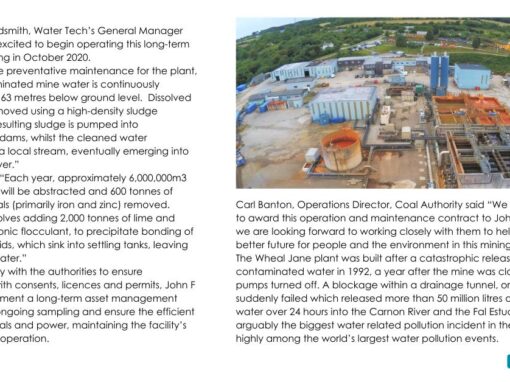 dsmith, Water Tech’s General Manager
excited to begin operating this long-term
ng in October 2020.
e preventative maintenance for the plant,
minated mine water is continuously
63 metres below ground level. Dissolved
moved using a high-density sludge
esulting sludge is pumped into
dams, whilst the cleaned water
a local stream, eventually emerging into
ver.”
“Each year, approximately 6,000,000m3
will be abstracted and 600 tonnes of
als (primarily iron and zinc) removed.
olves adding 2,000 tonnes of lime and
onic flocculant, to precipitate bonding of
ids, which sink into settling tanks, leaving
vater.”
y with the authorities to ensure
with consents, licences and permits, John F
ment a long-term asset management
ongoing sampling and ensure the efficient
als and power, maintaining the facility’s
operation.
Carl Banton, Operations Director, Coal Authority said “We
to award this operation and maintenance contract to Joh
we are looking forward to working closely with them to hel
better future for people and the environment in this mining
The Wheal Jane plant was built after a catastrophic releas
contaminated water in 1992, a year after the mine was clo
pumps turned off. A blockage within a drainage tunnel, or
suddenly failed which released more than 50 million litres o
water over 24 hours into the Carnon River and the Fal Estu
arguably the biggest water related pollution incident in the
highly among the world’s largest water pollution events.